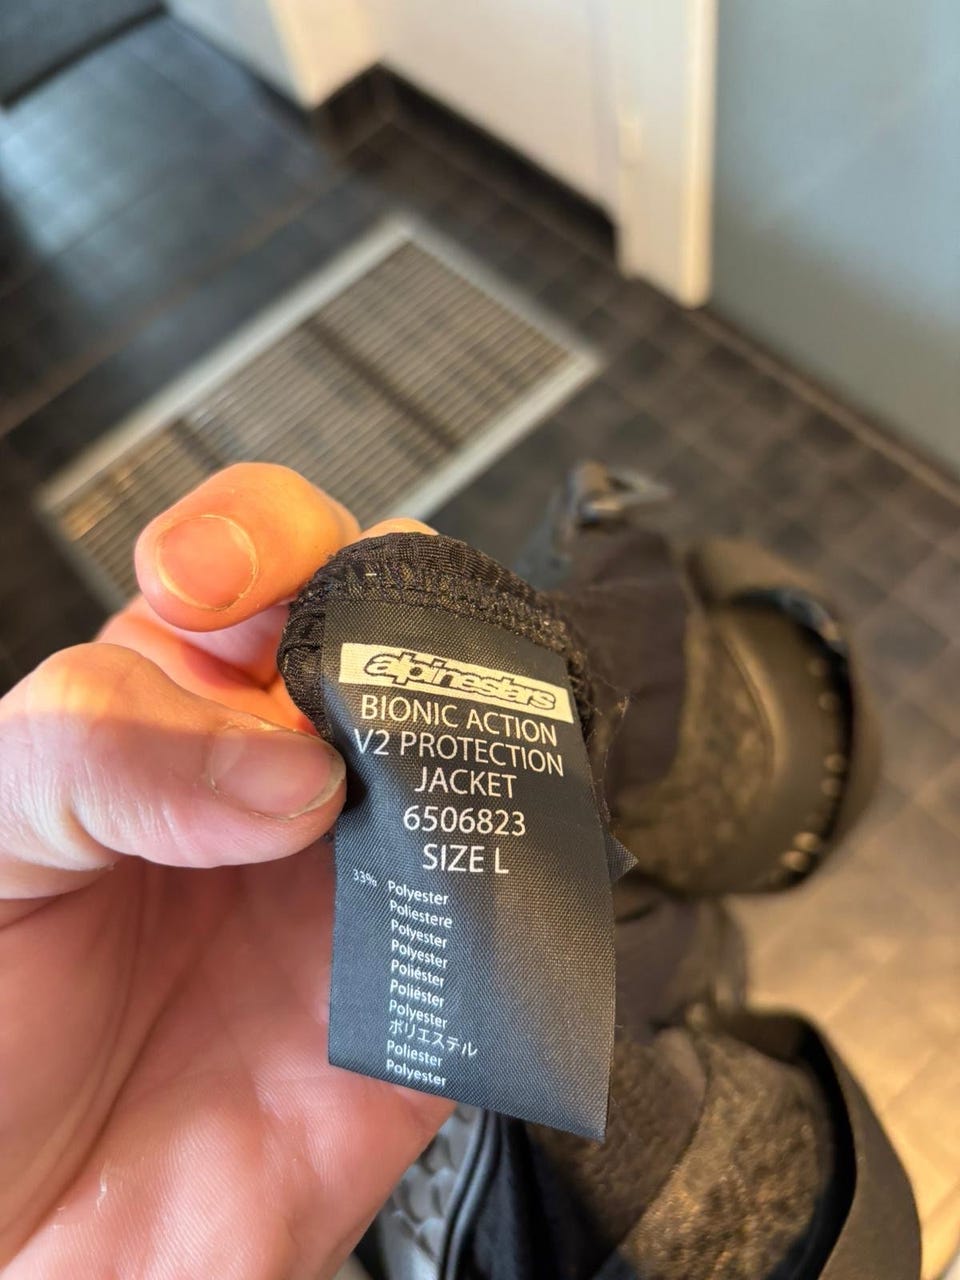 alpinestars
BIONIC ACTION
V2 PROTECTION
JACKET
6506823
SIZE L
33% Polyester
Poliestere
Polyester
Polyester
Poliéster
Poliéster
Polyester
ポリエステル
Poliester
Polyester